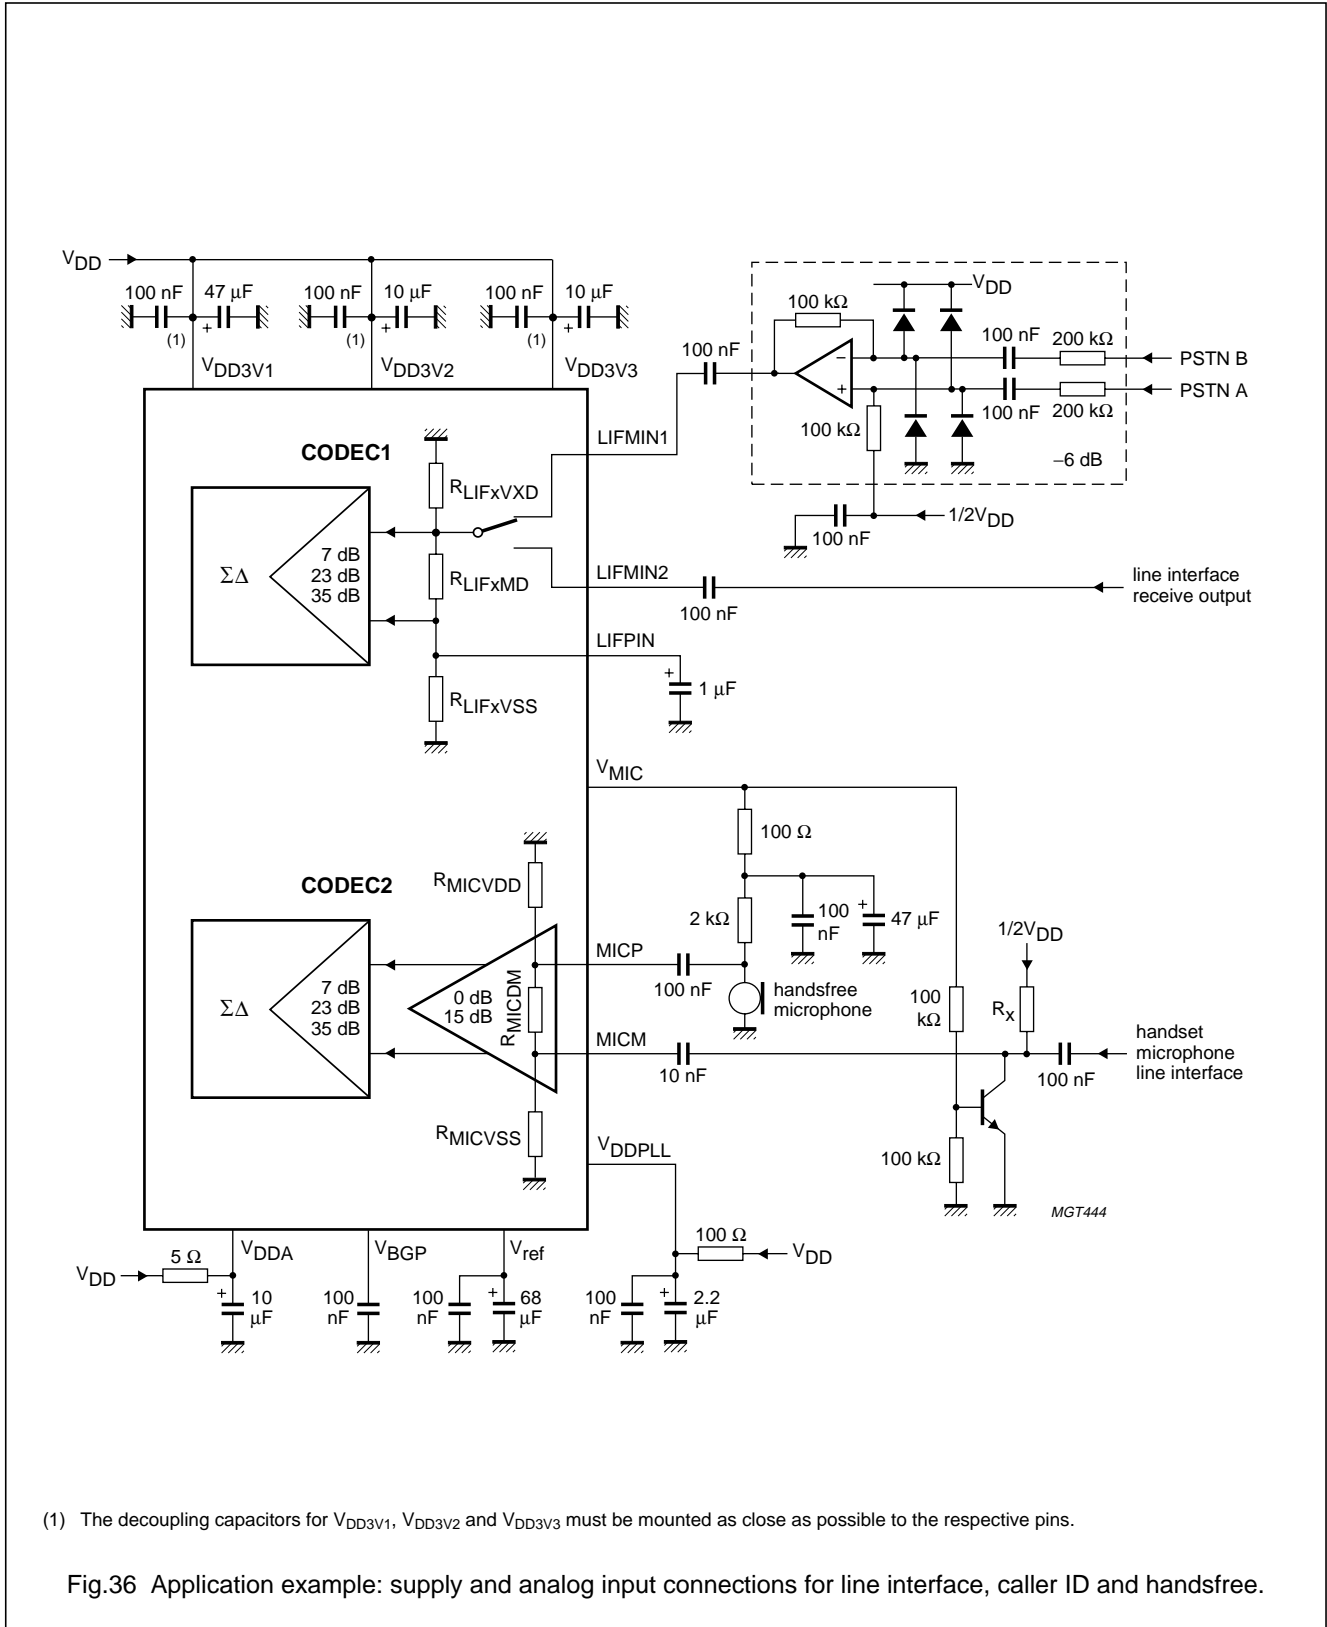 VDD
100 nF
47 μF
100 nF
10 μF
100 nF
10 μF
(1)
(1)
(1)
+
+
+
VDD3V1
VDD3V2
VDD3V3
VDD
100 kΩ
100 nF
100 nF
200 kΩ
PSTN B
−
+
PSTN A
100 nF
200 kΩ
100 kΩ
−6 dB
LIFMIN1
1/2VDD
100 nF
CODEC1
RLIFxVXD
ΣΔ
7 dB
23 dB
35 dB
RLIFxMD
LIFMIN2
100 nF
line interface
receive output
LIFPIN
+
1 μF
RLIFxVSS
VMIC
100 Ω
CODEC2
RMICVDD
2 kΩ
100
nF
+
47 μF
1/2VDD
MICP
100 nF
handsfree
microphone
ΣΔ
7 dB
23 dB
35 dB
0 dB
15 dB
RMICDM
100
kΩ
Rx
MICM
10 nF
100 nF
handset
microphone
line interface
RMICVSS
VDDPLL
100 kΩ
MGT444
VDDA
VBGP
Vref
100 Ω
VDD
VDD
5 Ω
+
10
μF
100
nF
100
nF
+
68
μF
100
nF
+
2.2
μF
(1) The decoupling capacitors for VDD3V1, VDD3V2 and VDD3V3 must be mounted as close as possible to the respective pins.
Fig.36 Application example: supply and analog input connections for line interface, caller ID and handsfree.